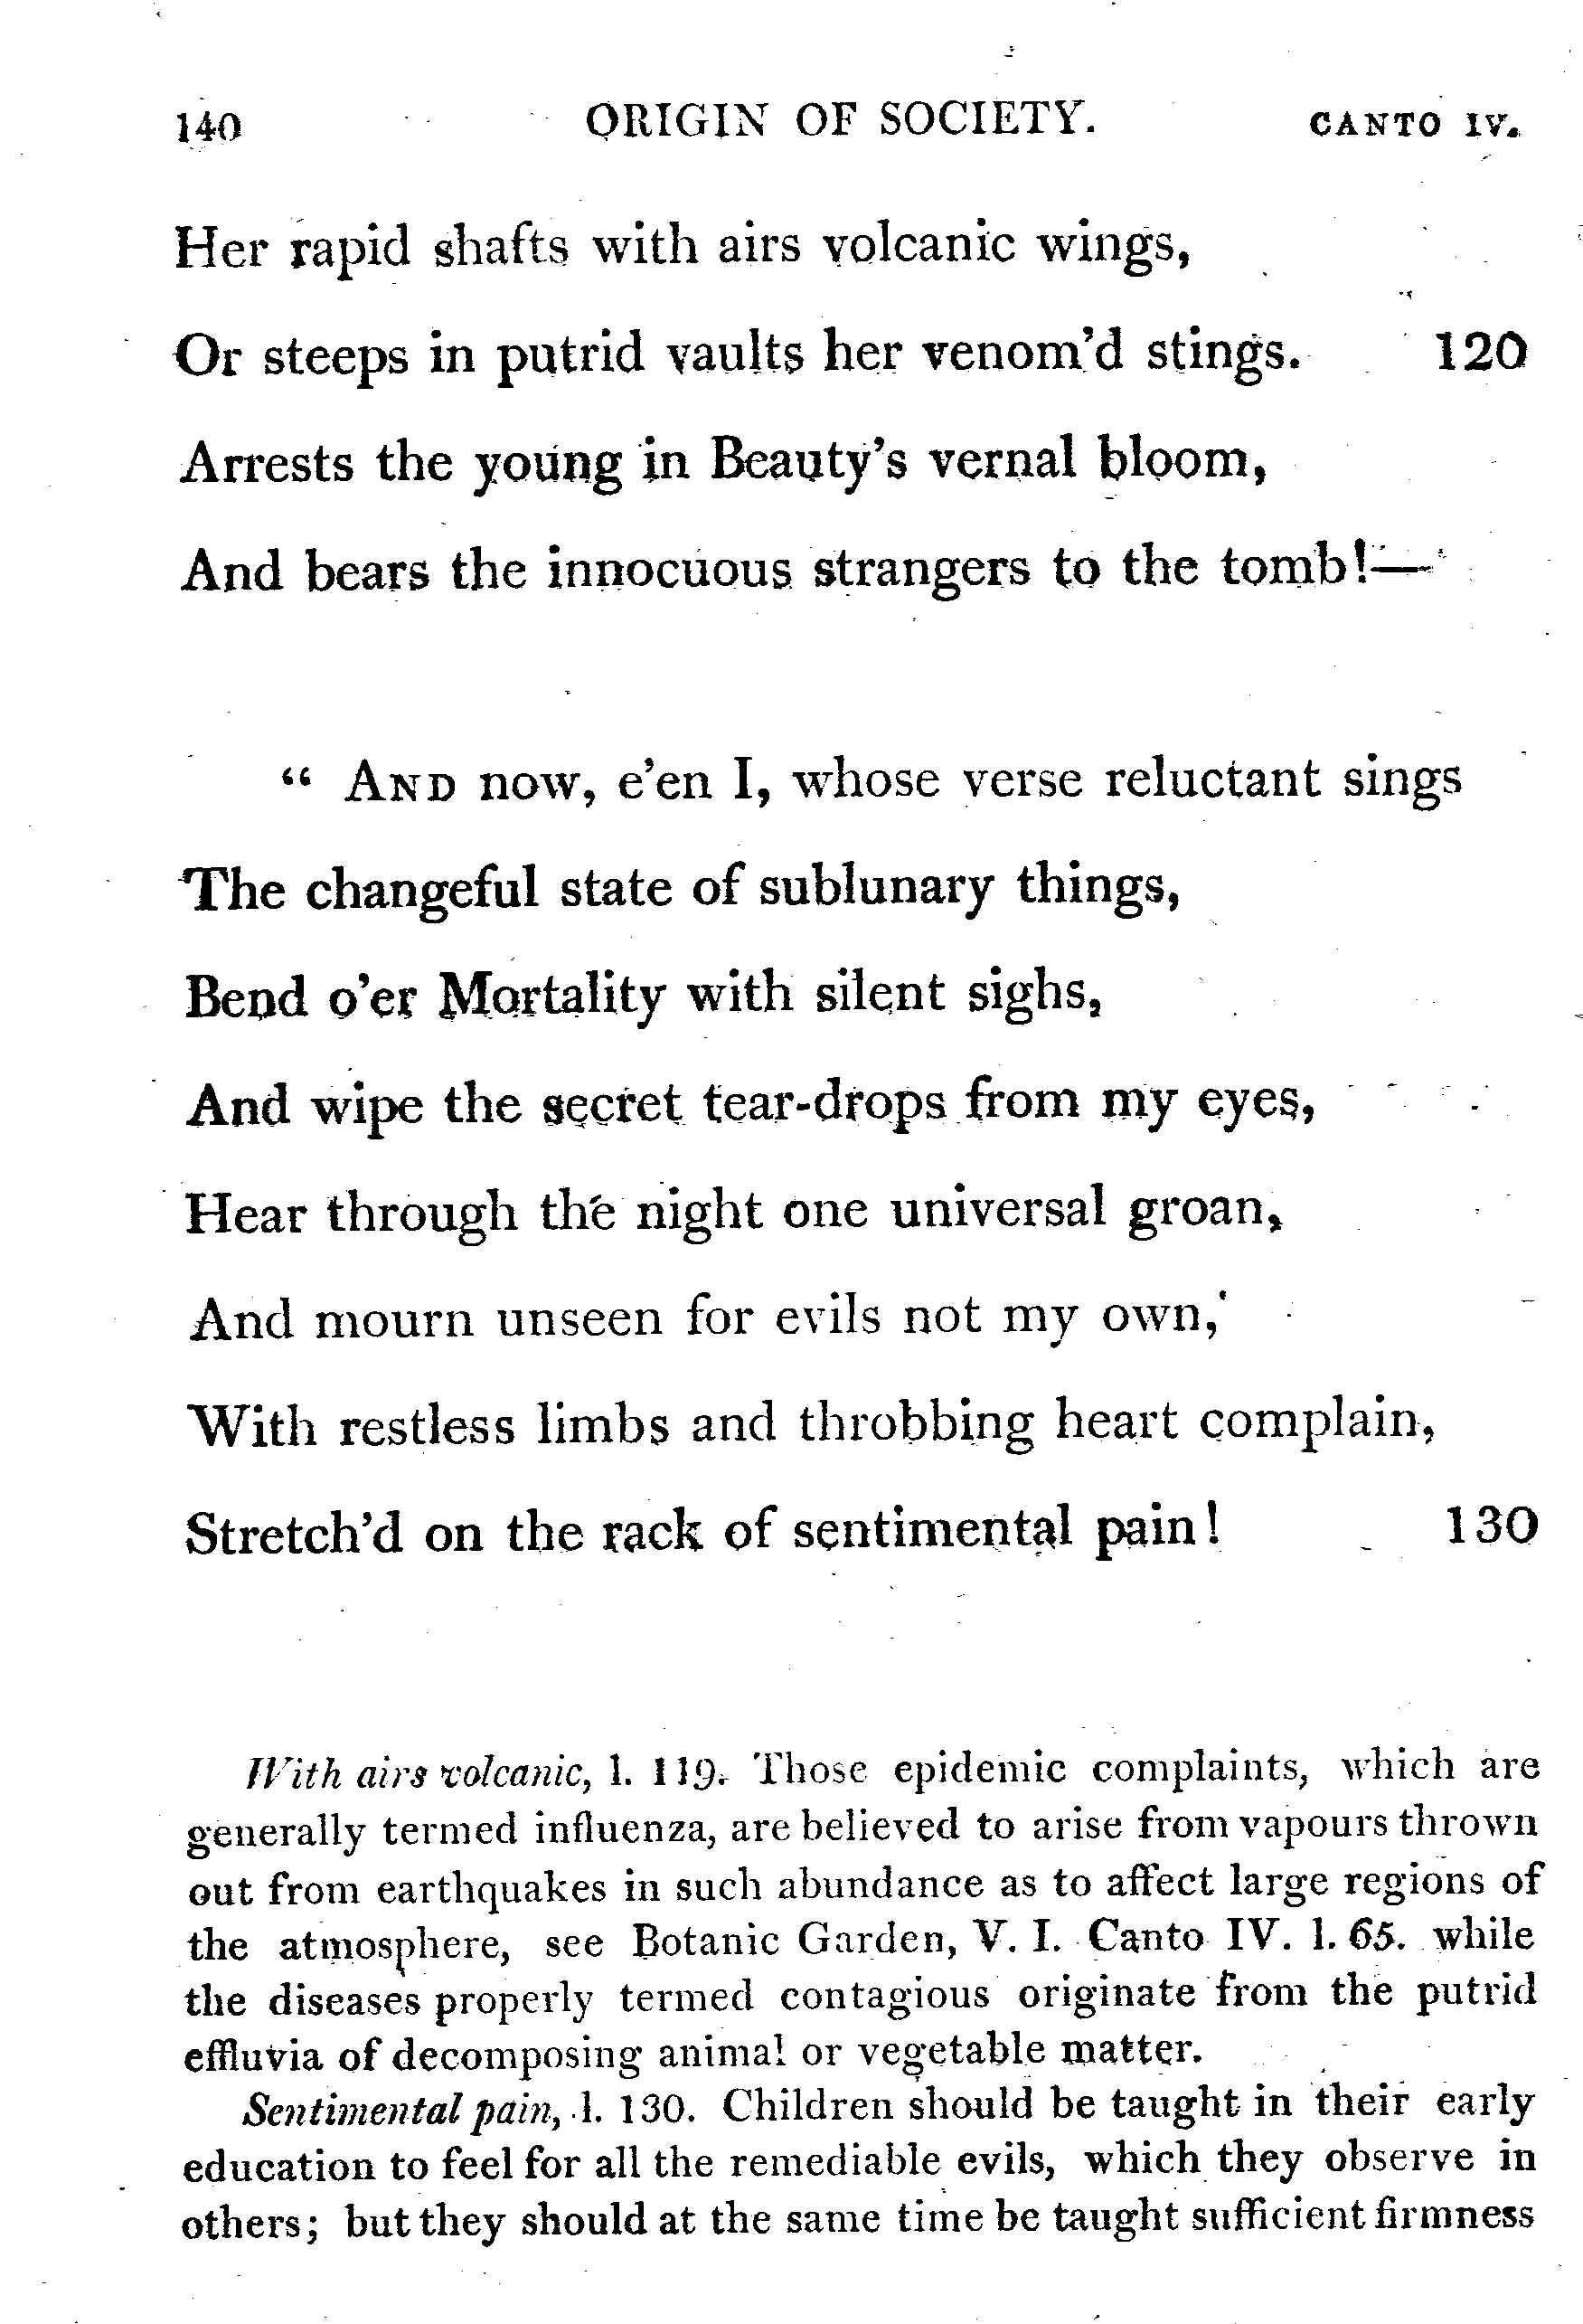 140 ORIGIN OF SOCIETY. CANTO IV.
Her rapid shafts with airs volcanic wings,
Or steeps in putrid vaults her venom'd stings. 120
Arrests the young in Beauty's vernal bloom,
And bears the innocuous strangers to the tomb!—
“ AND now, e'en I, whose verse reluctant sings
The changeful state of sublunary things,
Bend o'er Mortality with silent sighs,
And wipe the secret tear-drops from my eyes,
Hear through the night one universal groan,
And mourn unseen for evils not my own,
With restless limbs and throbbing heart complain,
Stretch'd on the rack of sentimental pain! 130
With airs volcanic, l. 119. Those epidemic complaints, which are
generally termed influenza, are believed to arise from vapours thrown
out from earthquakes in such abundance as to affect large regions of
the atmosphere, see Botanic Garden, V. I. Canto IV. l. 65. while
the diseases properly termed contagious originate from the putrid
effluvia of decomposing animal or vegetable matter.
Sentimental pain, l. 130. Children should be taught in their early
education to feel for all the remediable evils, which they observe in
others; but they should at the same time be taught sufficient firmness